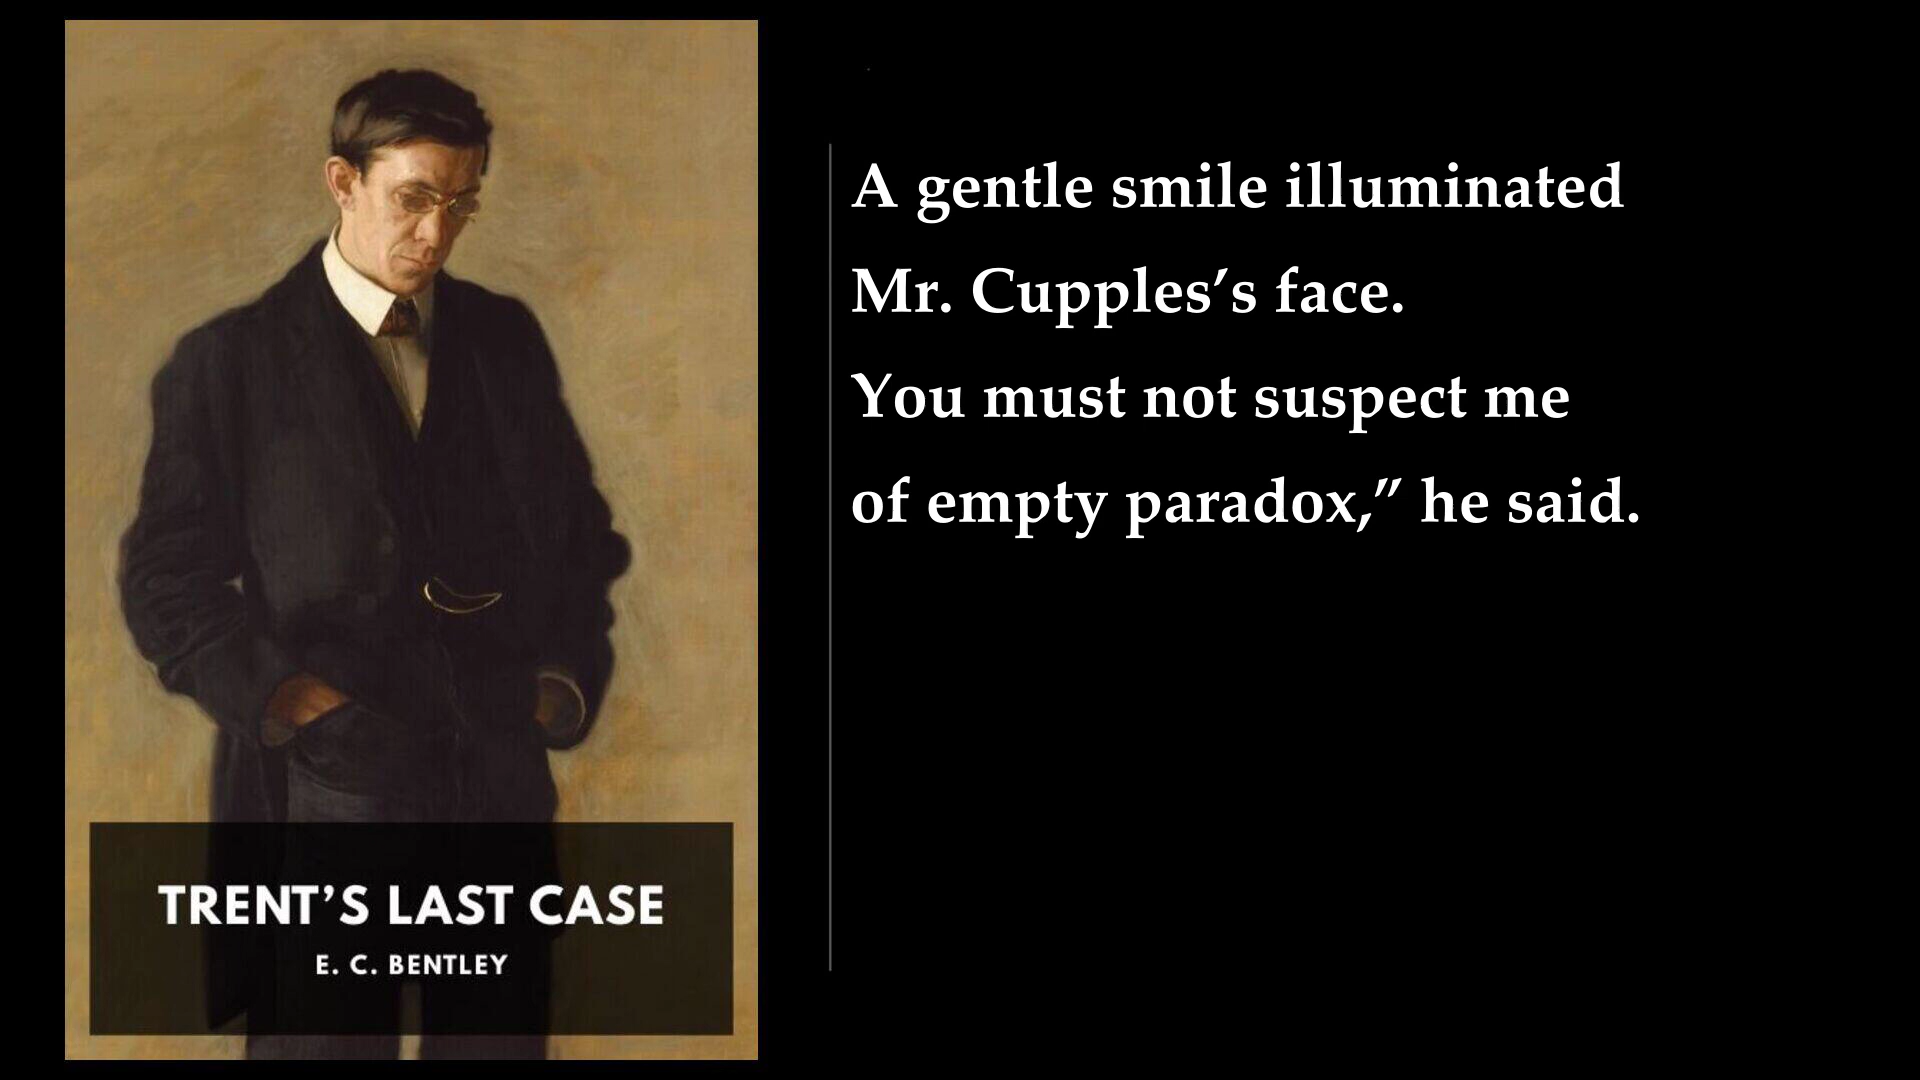 A gentle smile illuminated
Mr. Cupples’s face.
You must not suspect me
of empty paradox,” he said.
TRENT’S LAST CASE
E. C. BENTLEY